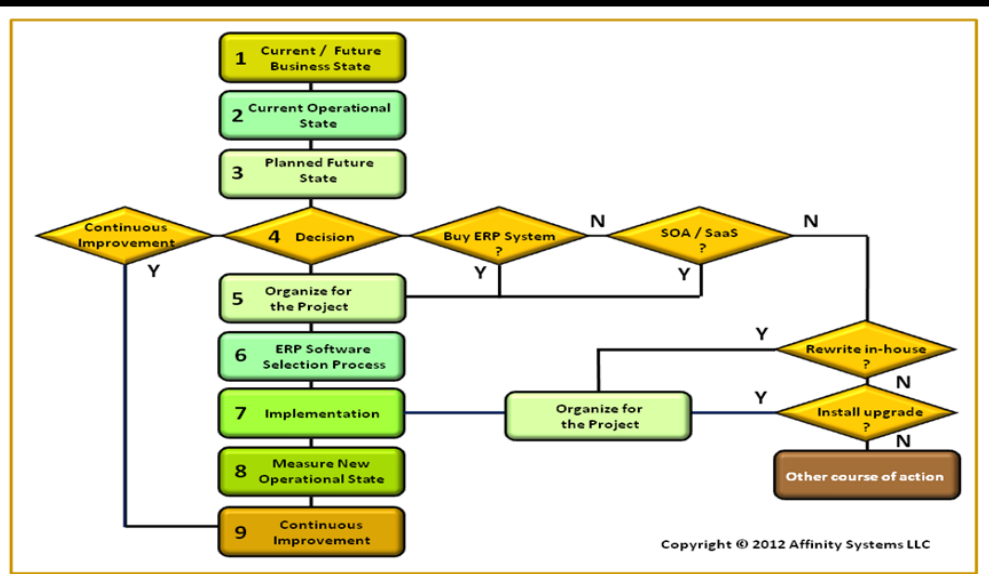 1 Current / Future
Business State
2 Current Operational
State
3 Planned Future
State
Continuous
Improvement
Y
4 Decision
Buy ERP System
?
Y
N
SOA / SaaS
?
Y
N
5 Organize for
the Project
6 ERP Software
Selection Process
Y
Rewrite in-house
?
N
7 Implementation
Organize for
the Project
Y
Install upgrade
?
N
8 Measure New
Operational State
Other course of action
9 Continuous
Improvement
Copyright © 2012 Affinity Systems LLC